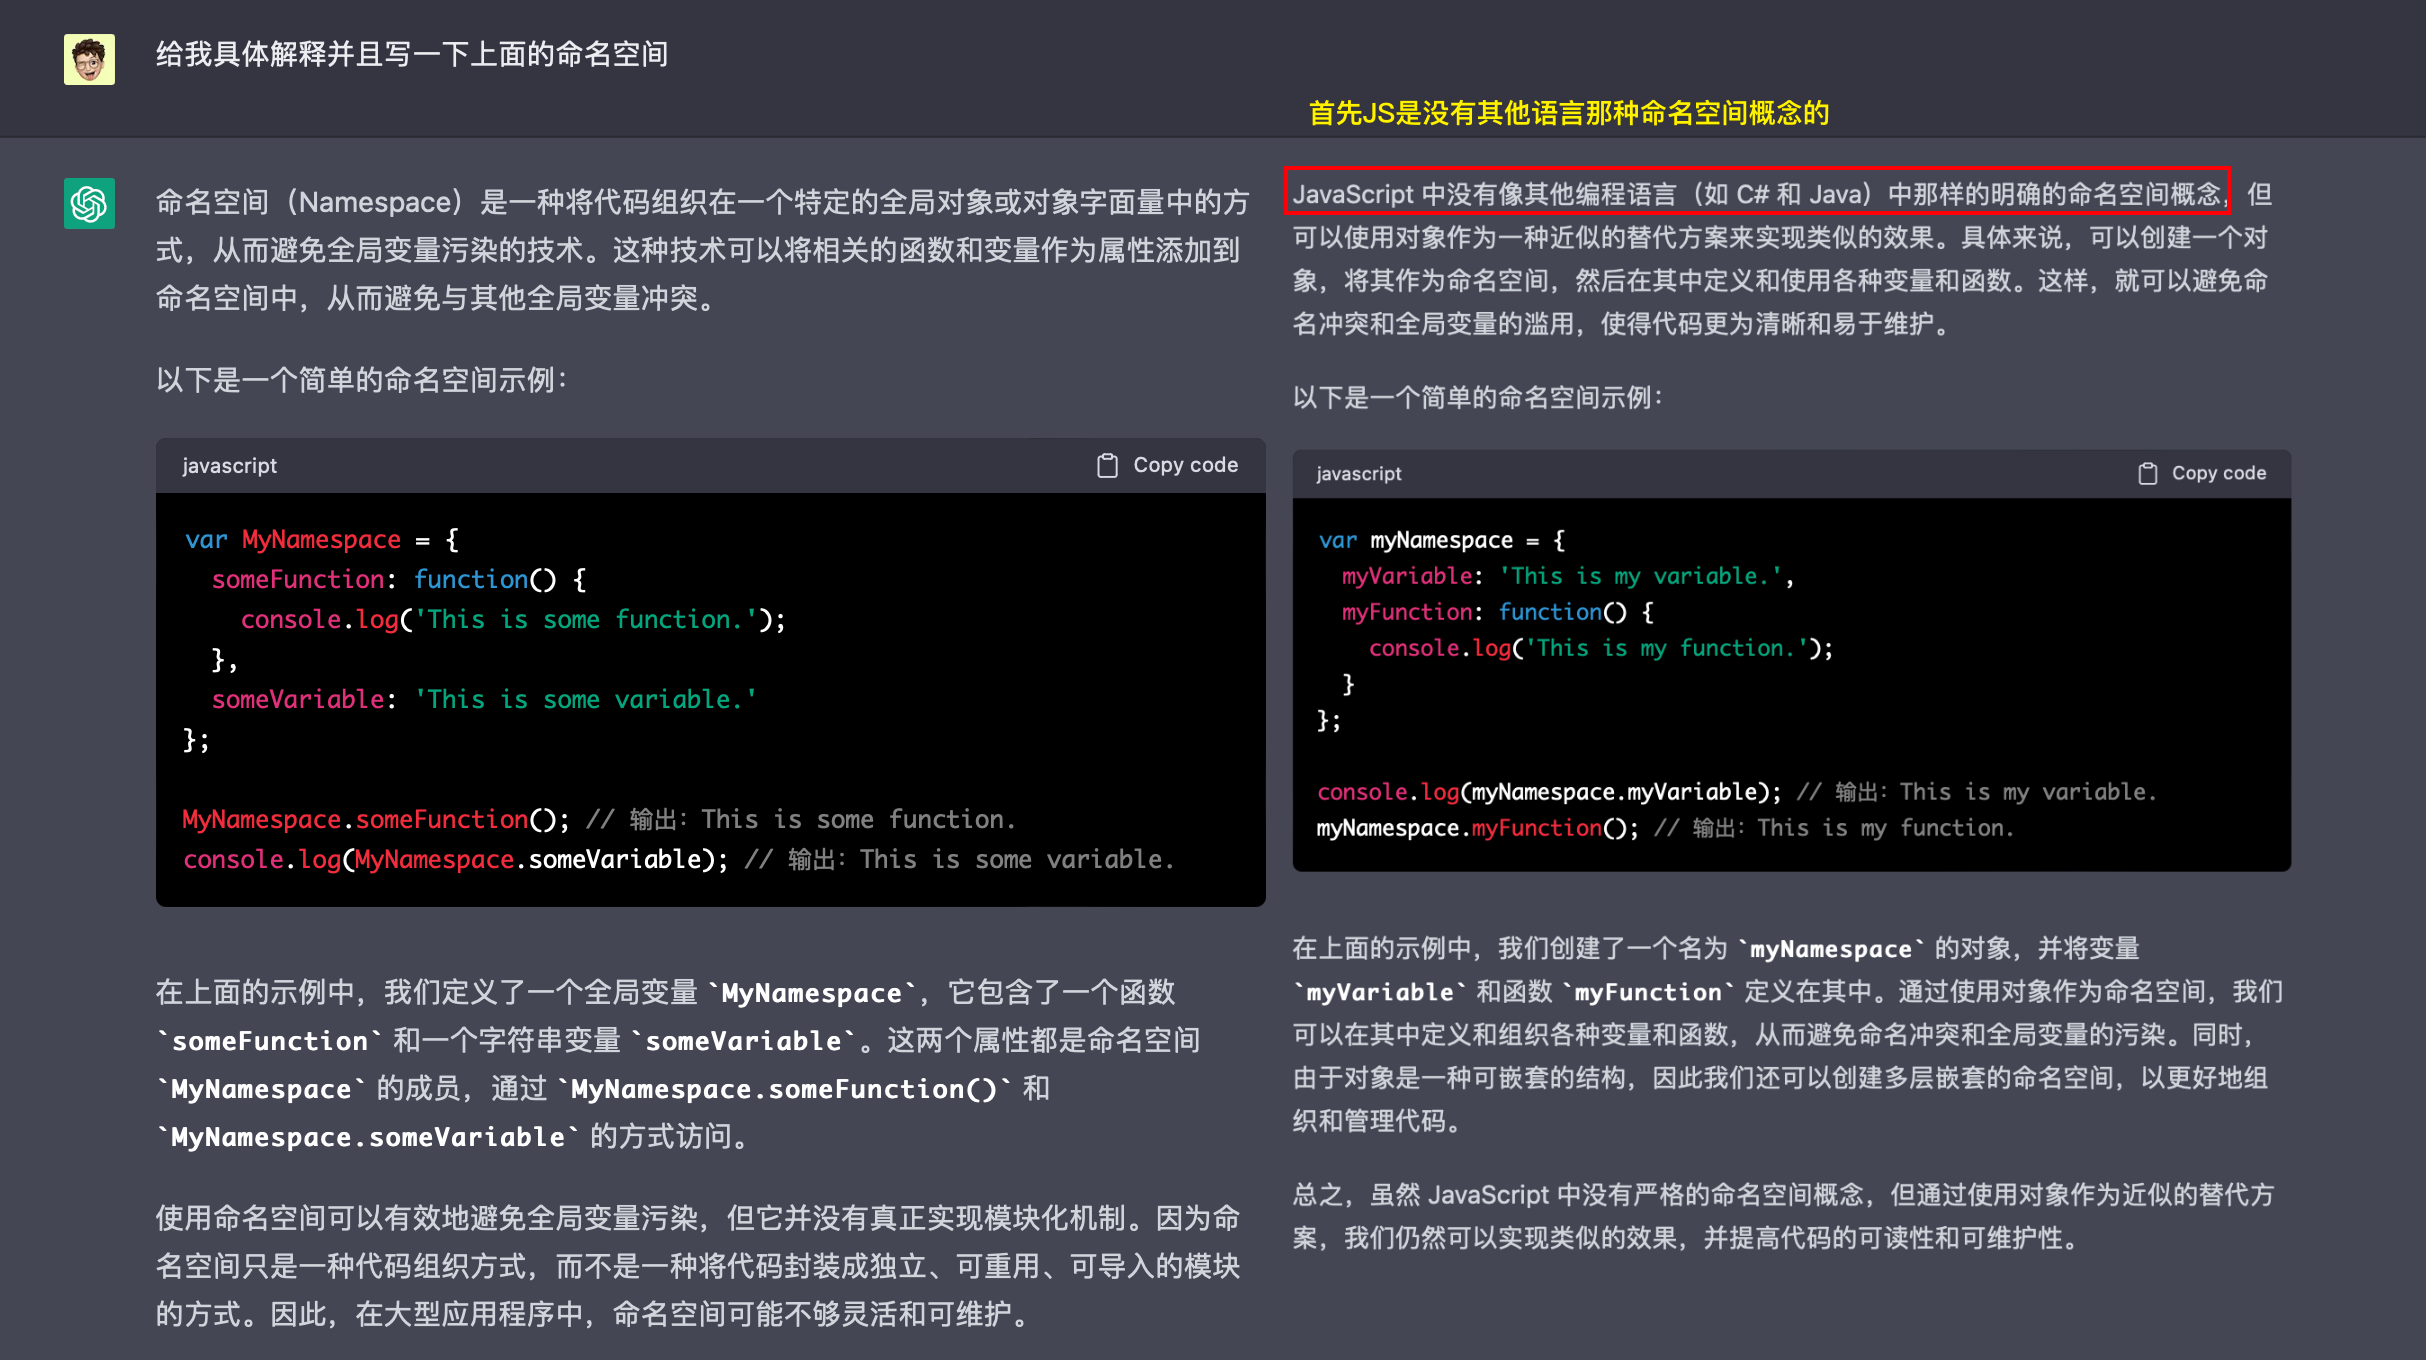 给我具体解释并且写一下上面的命名空间
首先JS是没有其他语言那种命名空间概念的
命名空间（Namespace）是一种将代码组织在一个特定的全局对象或对象字面量中的方
式，从而避免全局变量污染的技术。这种技术可以将相关的函数和变量作为属性添加到
命名空间中，从而避免与其他全局变量冲突。
以下是一个简单的命名空间示例：
javascript
Copy code
var MyNamespace = {
  someFunction: function() {
    console.log('This is some function.');
  },
  someVariable: 'This is some variable.'
};
MyNamespace.someFunction(); // 输出：This is some function.
console.log(MyNamespace.someVariable); // 输出：This is some variable.
在上面的示例中，我们定义了一个全局变量 `MyNamespace`，它包含了一个函数
`someFunction` 和一个字符串变量 `someVariable`。这两个属性都是命名空间
`MyNamespace` 的成员，通过 `MyNamespace.someFunction()` 和
`MyNamespace.someVariable` 的方式访问。
使用命名空间可以有效地避免全局变量污染，但它并没有真正实现模块化机制。因为命
名空间只是一种代码组织方式，而不是一种将代码封装成独立、可重用、可导入的模块
的方式。因此，在大型应用程序中，命名空间可能不够灵活和可维护。
JavaScript 中没有像其他编程语言（如 C# 和 Java）中那样的明确的命名空间概念，但
可以使用对象作为一种近似的替代方案来实现类似的效果。具体来说，可以创建一个对
象，将其作为命名空间，然后在其中定义和使用各种变量和函数。这样，就可以避免命
名冲突和全局变量的滥用，使得代码更为清晰和易于维护。
以下是一个简单的命名空间示例：
javascript
Copy code
var myNamespace = {
  myVariable: 'This is my variable.',
  myFunction: function() {
    console.log('This is my function.');
  }
};
console.log(myNamespace.myVariable); // 输出：This is my variable.
myNamespace.myFunction(); // 输出：This is my function.
在上面的示例中，我们创建了一个名为 `myNamespace` 的对象，并将变量
`myVariable` 和函数 `myFunction` 定义在其中。通过使用对象作为命名空间，我们
可以在其中定义和组织各种变量和函数，从而避免命名冲突和全局变量的污染。同时，
由于对象是一种可嵌套的结构，因此我们还可以创建多层嵌套的命名空间，以更好地组
织和管理代码。
总之，虽然 JavaScript 中没有严格的命名空间概念，但通过使用对象作为近似的替代方
案，我们仍然可以实现类似的效果，并提高代码的可读性和可维护性。